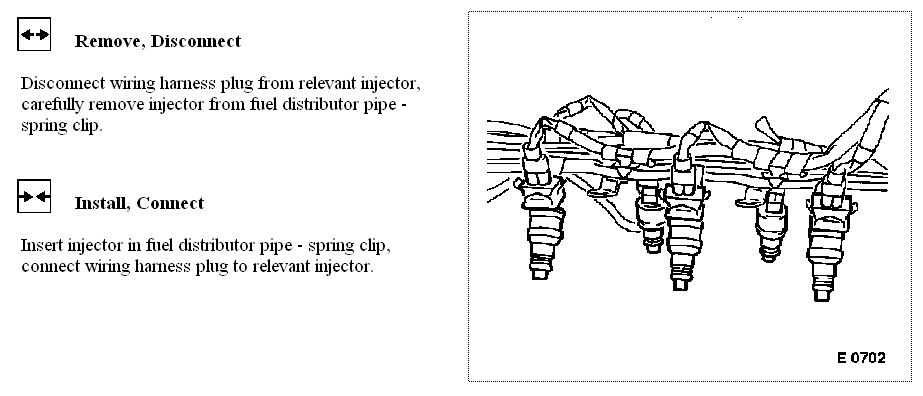 Remove, Disconnect
Disconnect wiring harness plug from relevant injector,
carefully remove injector from fuel distributor pipe -
spring clip.
Install, Connect
Insert injector in fuel distributor pipe - spring clip,
connect wiring harness plug to relevant injector.
E 0702